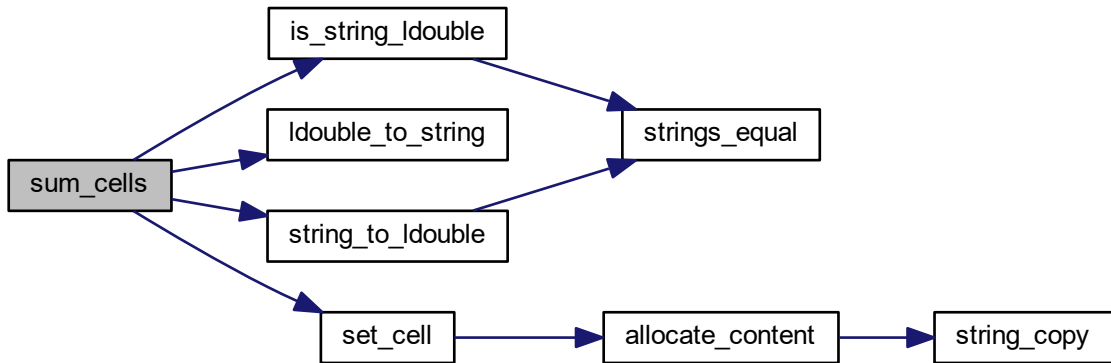 is_string_ldouble
ldouble_to_string
strings_equal
sum_cells
string_to_ldouble
set_cell
allocate_content
string_copy